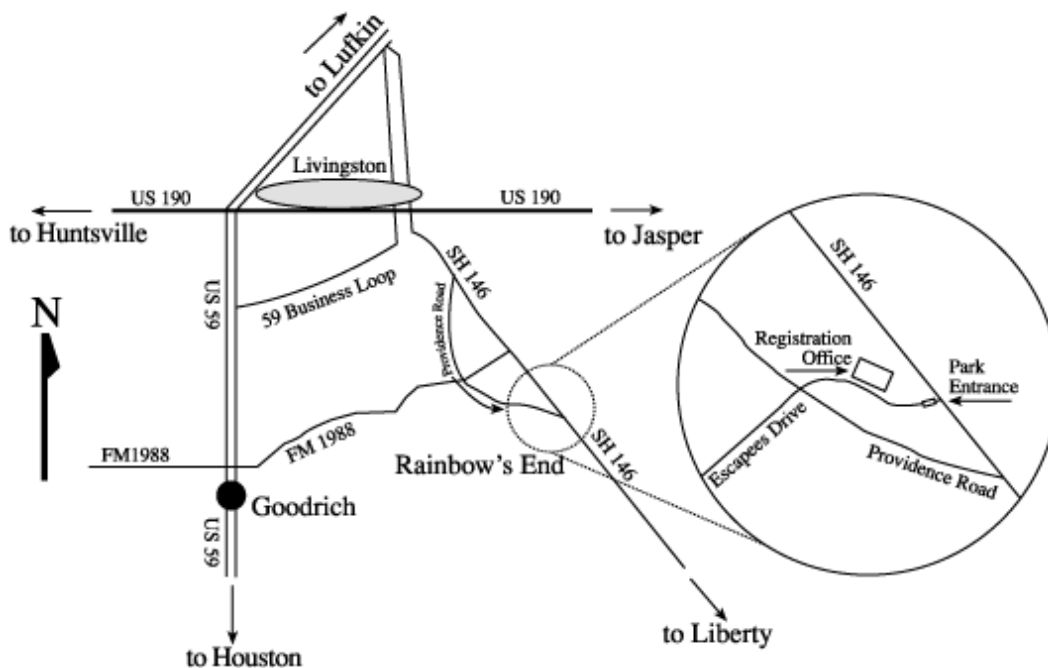 to Lufkin
Livingston
US 190
US 190
to Huntsville
to Jasper
SH 146
US 59
59 Business Loop
Providence Road
N
SH 146
Registration
Office
Park
Entrance
FM 1988
FM1988
SH 146
Escapees Drive
Providence Road
Rainbow's End
Goodrich
US 59
to Liberty
to Houston